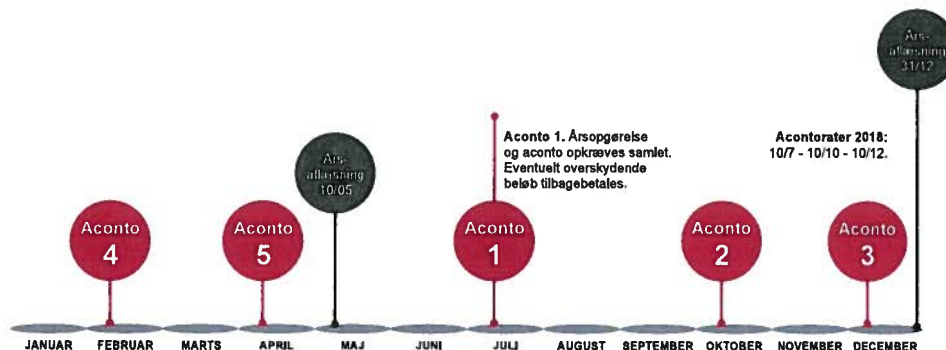 Års-
aflæsning
31/12
Aconto 1. Årsopgørelse
og aconto opkræves samlet.
Eventuelt overskydende
beløb tilbagebetales.
Acontorater 2018:
10/7 - 10/10 - 10/12.
Års-
aflæsning
10/05
Aconto
4
Aconto
5
Aconto
1
Aconto
2
Aconto
3
JANUAR FEBRUAR MARTS APRIL MAJ JUNI JULI AUGUST SEPTEMBER OKTOBER NOVEMBER DECEMBER